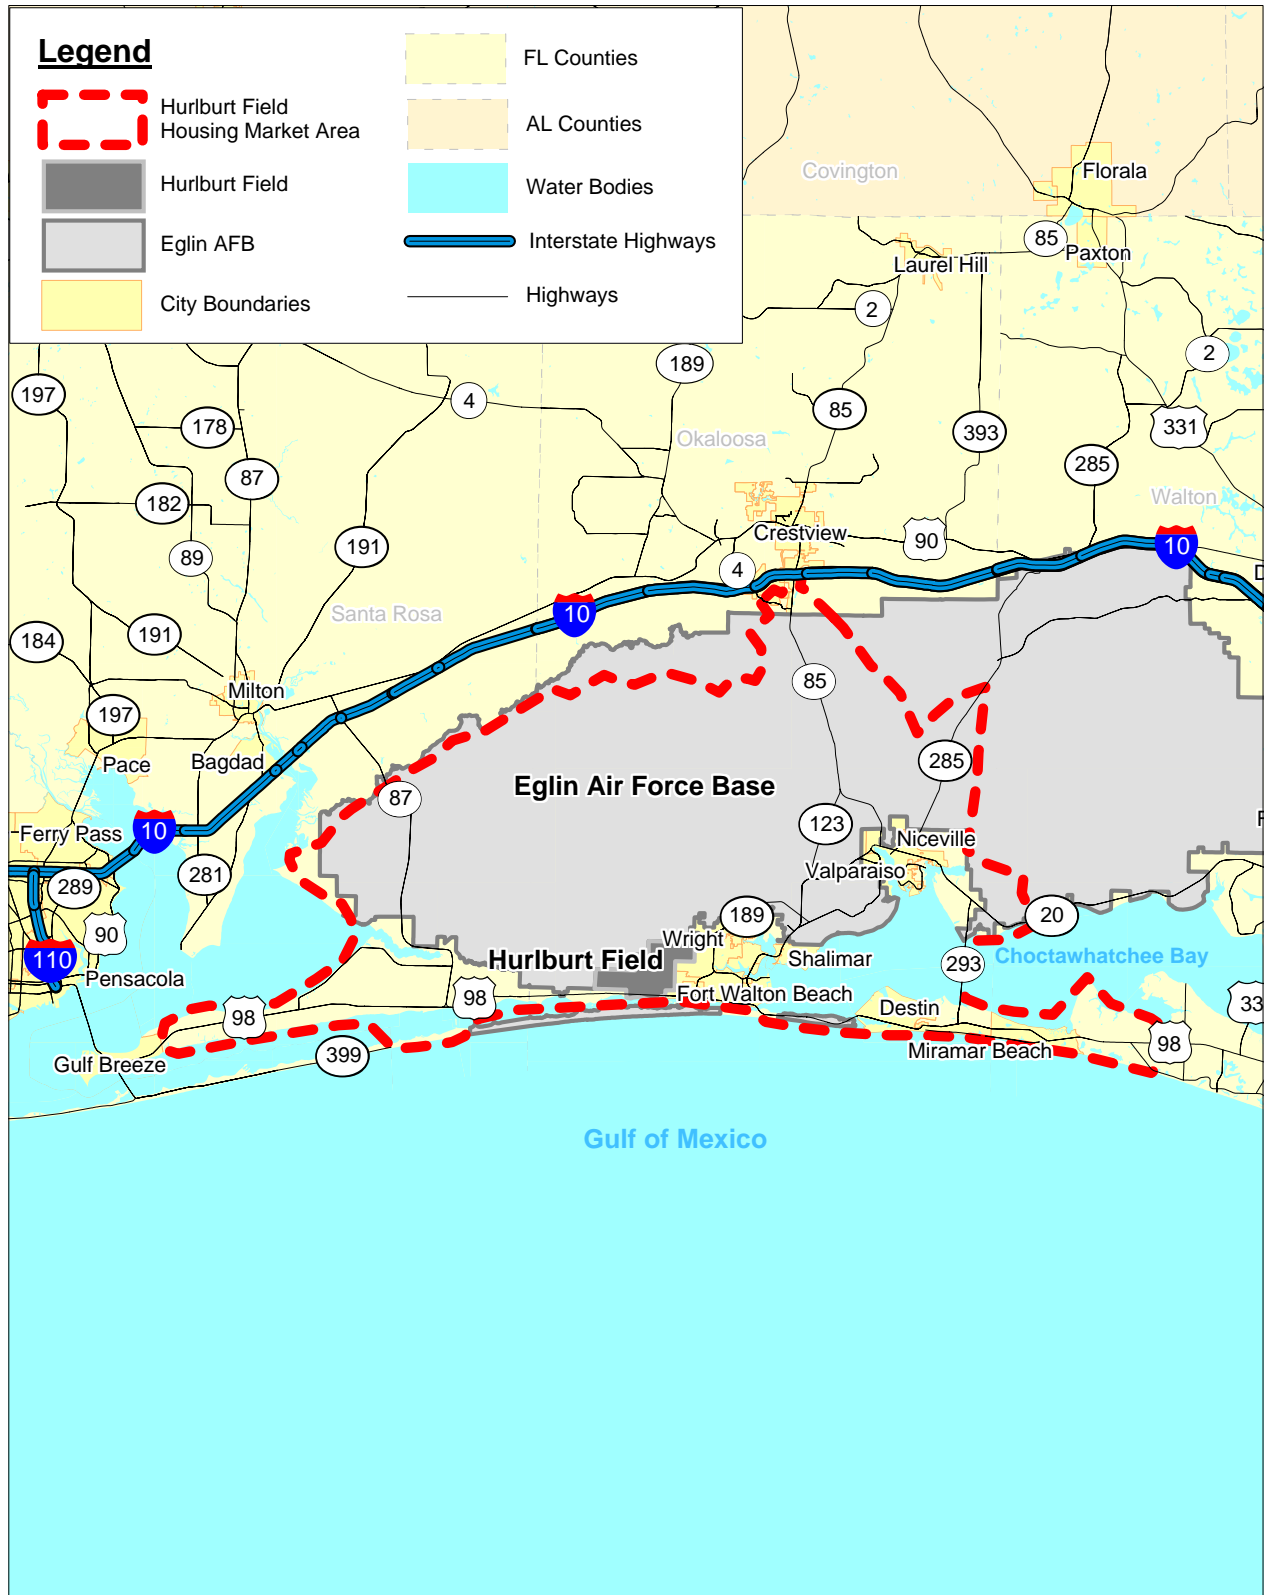 Legend
Hurlburt Field
Housing Market Area
Hurlburt Field
Eglin AFB
City Boundaries
FL Counties
AL Counties
Water Bodies
Interstate Highways
Highways
Covington
Florala
85
Paxton
Laurel Hill
2
2
189
197
4
85
178
393
331
Okaloosa
285
87
182
Walton
Crestview
90
10
191
89
4
D
10
Santa Rosa
184
191
85
Milton
197
Pace
Bagdad
285
Eglin Air Force Base
87
123
Ferry Pass
10
Niceville
F
Valparaiso
289
281
189
20
90
Wright
110
Hurlburt Field
Shalimar
Choctawhatchee Bay
293
Pensacola
98
Fort Walton Beach
33
98
Destin
399
Miramar Beach
98
Gulf Breeze
Gulf of Mexico